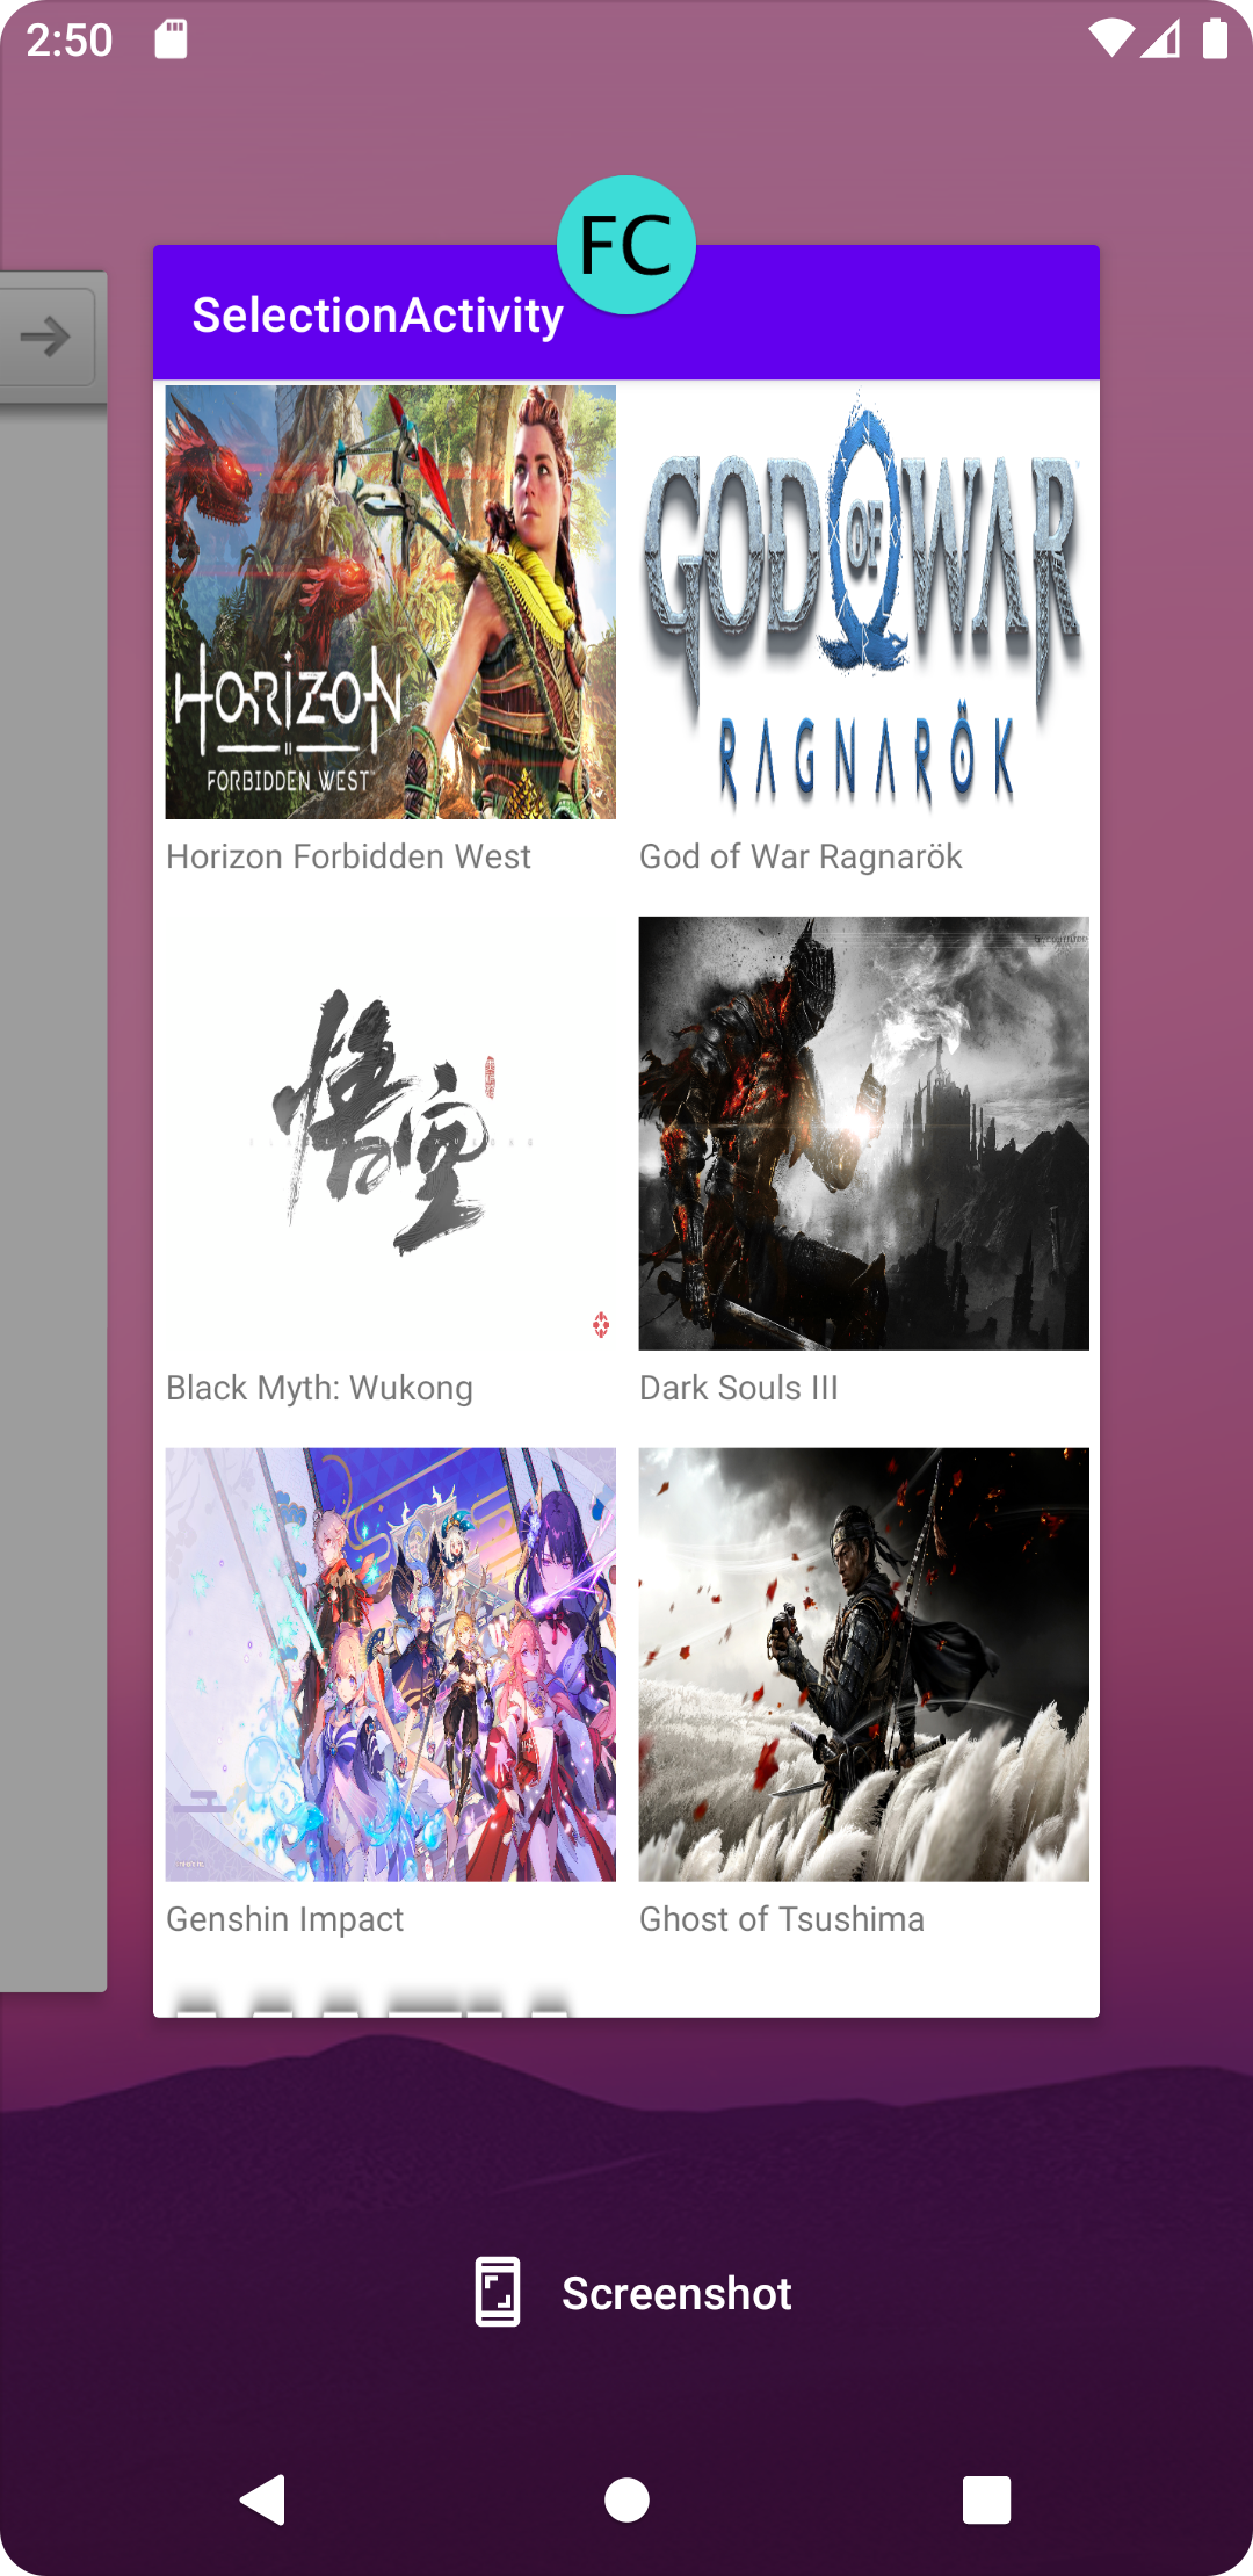 2:50
FC
SelectionActivity
HORIZON
II
FORBIDDEN WEST
GOD OF WAR
RAGNARÖK
Horizon Forbidden West
God of War Ragnarök
悟空
Black Myth: Wukong
Dark Souls III
Genshin Impact
Ghost of Tsushima
Screenshot